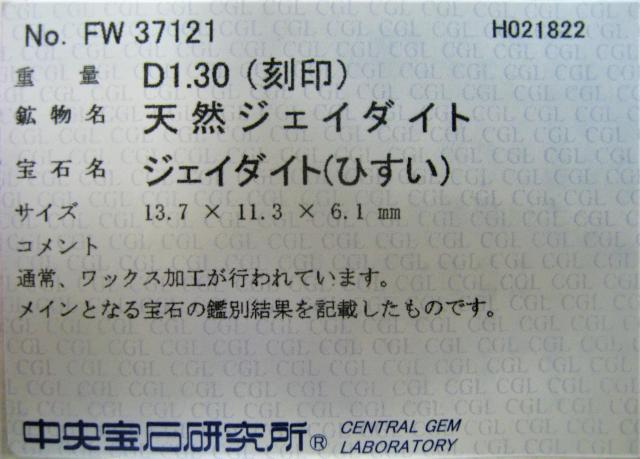 No. FW 37121 H021822
重量 D1.30 (刻印)
鉱物名 天然ジェイダイト
宝石名 ジェイダイト(ひすい)
サイズ 13.7 × 11.3 × 6.1 mm
コメント
通常、ワックス加工が行われています。
メインとなる宝石の鑑別結果を記載したものです。
中央宝石研究所® CENTRAL GEM
LABORATORY